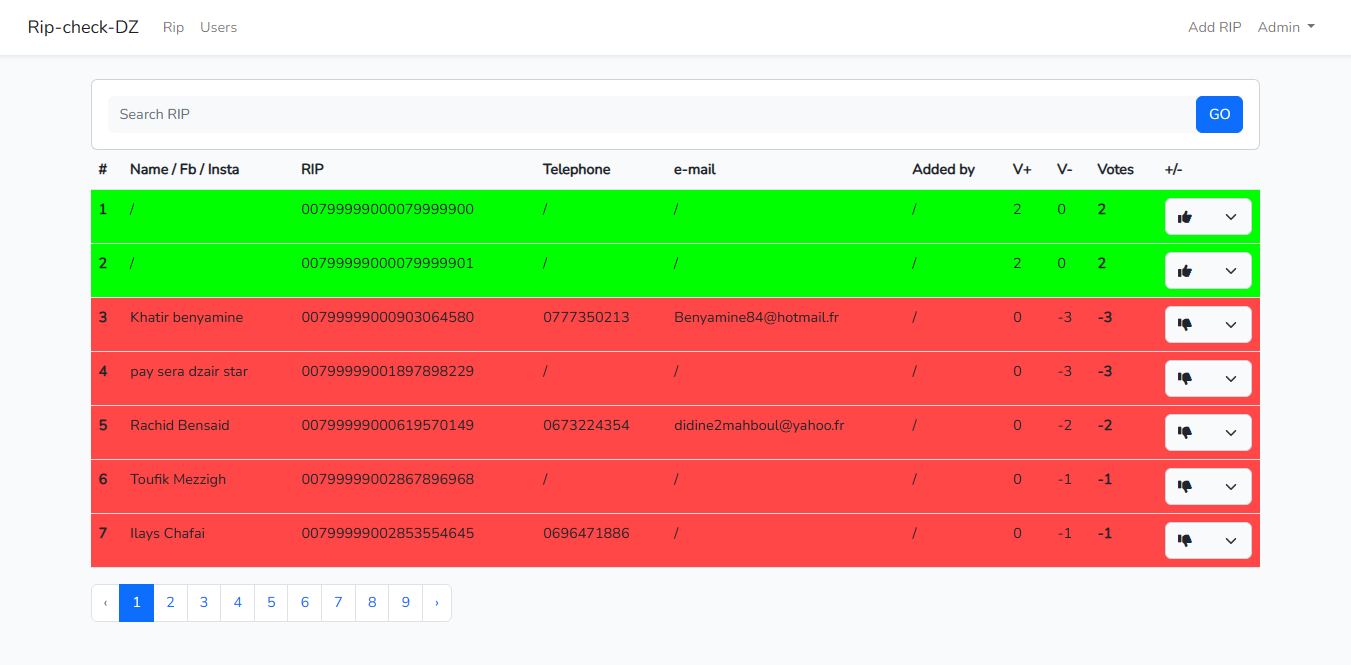 Rip-check-DZ Rip Users Add RIP Admin
Search RIP GO
# Name / Fb / Insta RIP Telephone e-mail Added by V+ V- Votes +/-
1 / 00799999000079999900 / / / 2 0 2
2 / 00799999000079999901 / / / 2 0 2
3 Khatir benyamine 00799999000903064580 0777350213 Benyamine84@hotmail.fr / 0 -3 -3
4 pay sera dzair star 00799999001897898229 / / / 0 -3 -3
5 Rachid Bensaid 00799999000619570149 0673224354 didine2mahboul@yahoo.fr / 0 -2 -2
6 Toufik Mezzigh 00799999002867896968 / / / 0 -1 -1
7 Ilays Chafai 00799999002853554645 0696471886 / / 0 -1 -1
‹ 1 2 3 4 5 6 7 8 9 ›